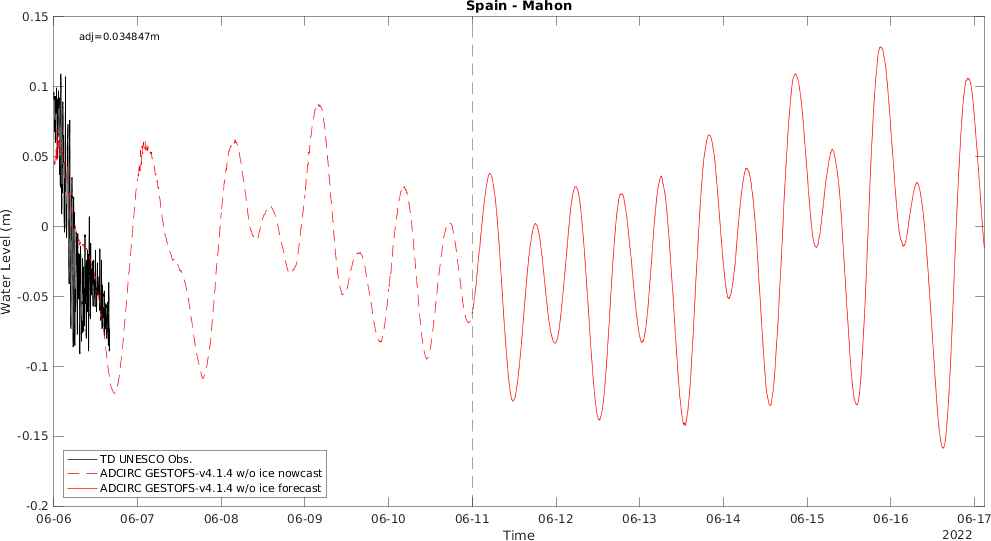 Spain - Mahon
adj=0.034847m
0.15
0.1
0.05
0
-0.05
-0.1
-0.15
-0.2
Water Level (m)
TD UNESCO Obs.
ADCIRC GESTOFS-v4.1.4 w/o ice nowcast
ADCIRC GESTOFS-v4.1.4 w/o ice forecast
06-06 06-07 06-08 06-09 06-10 06-11 06-12 06-13 06-14 06-15 06-16 06-17
Time
2022